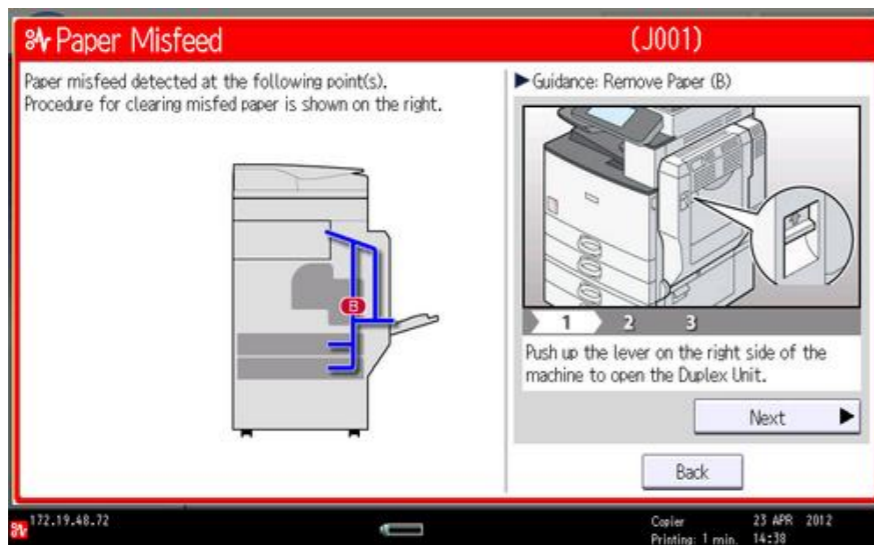 Paper Misfeed
(J001)
Paper misfeed detected at the following point(s).
Procedure for clearing misfed paper is shown on the right.
B
Guidance: Remove Paper (B)
1 2 3
Push up the lever on the right side of the
machine to open the Duplex Unit.
Next
Back
172.19.48.72
Copier
23 APR 2012
Printing: 1 min.
14:38